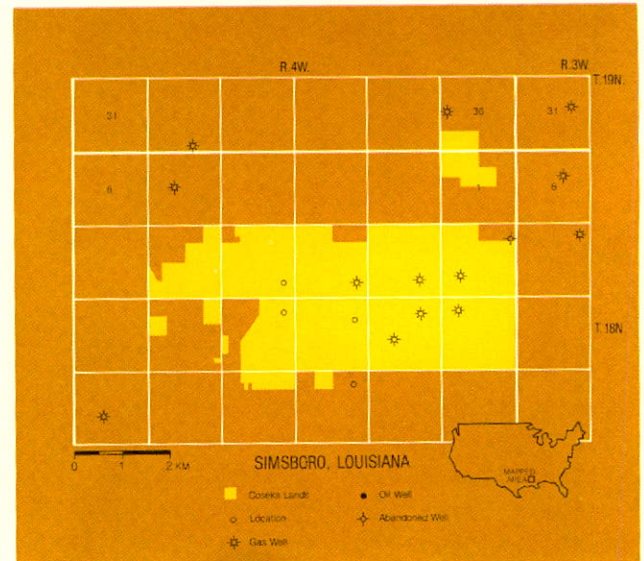 R.4W.
R.3W.
T.19N.
31
36
31
6
1
6
T.18N.
0 1 2 KM
SIMSBORO, LOUISIANA
MAPPED
AREA
Coseka Lands
Oil Well
Location
Abandoned Well
Gas Well